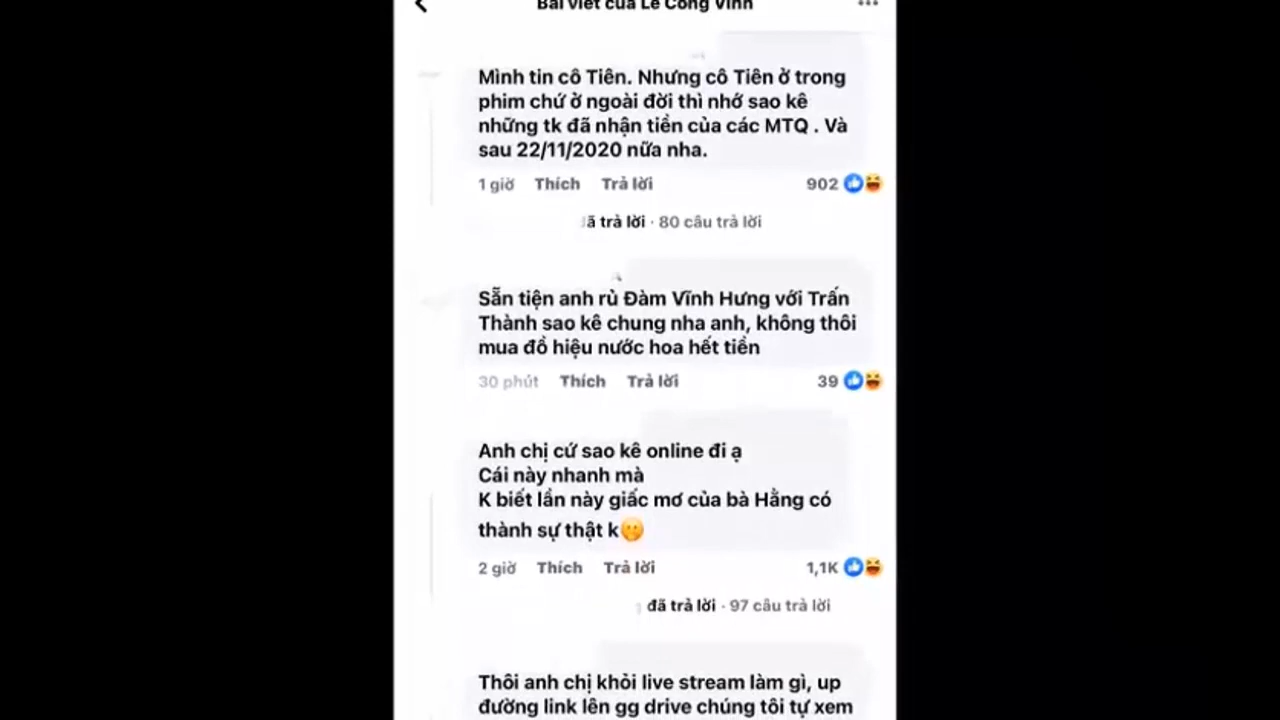 Bài viết của Lê Công Vinh
Mình tin cô Tiên. Nhưng cô Tiên ở trong
phim chứ ở ngoài đời thì nhớ sao kê
những tk đã nhận tiền của các MTQ . Và
sau 22/11/2020 nữa nha.
1 giờ Thích Trả lời 902
đã trả lời · 80 câu trả lời
Sẵn tiện anh rủ Đàm Vĩnh Hưng với Trấn
Thành sao kê chung nha anh, không thôi
mua đồ hiệu nước hoa hết tiền
30 phút Thích Trả lời 39
Anh chị cứ sao kê online đi ạ
Cái này nhanh mà
K biết lần này giấc mơ của bà Hằng có
thành sự thật k🤭
2 giờ Thích Trả lời 1,1K
đã trả lời · 97 câu trả lời
Thôi anh chị khỏi live stream làm gì, up
đường link lên gg drive chúng tôi tự xem